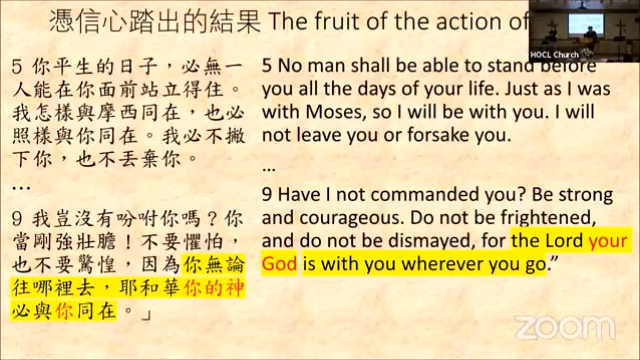 憑信心踏出的結果 The fruit of the action of
HOCL Church
5 你平生的日子，必無一
人能在你面前站立得住。
我怎樣與摩西同在，也必
照樣與你同在。我必不撇
下你，也不丟棄你。
...
9 我豈沒有吩咐你嗎？你
當剛強壯膽！不要懼怕，
也不要驚惶，因為你無論
往哪裡去，耶和華你的神
必與你同在。」
5 No man shall be able to stand before
you all the days of your life. Just as I was
with Moses, so I will be with you. I will
not leave you or forsake you.
...
9 Have I not commanded you? Be strong
and courageous. Do not be frightened,
and do not be dismayed, for the Lord your
God is with you wherever you go.”
zoom